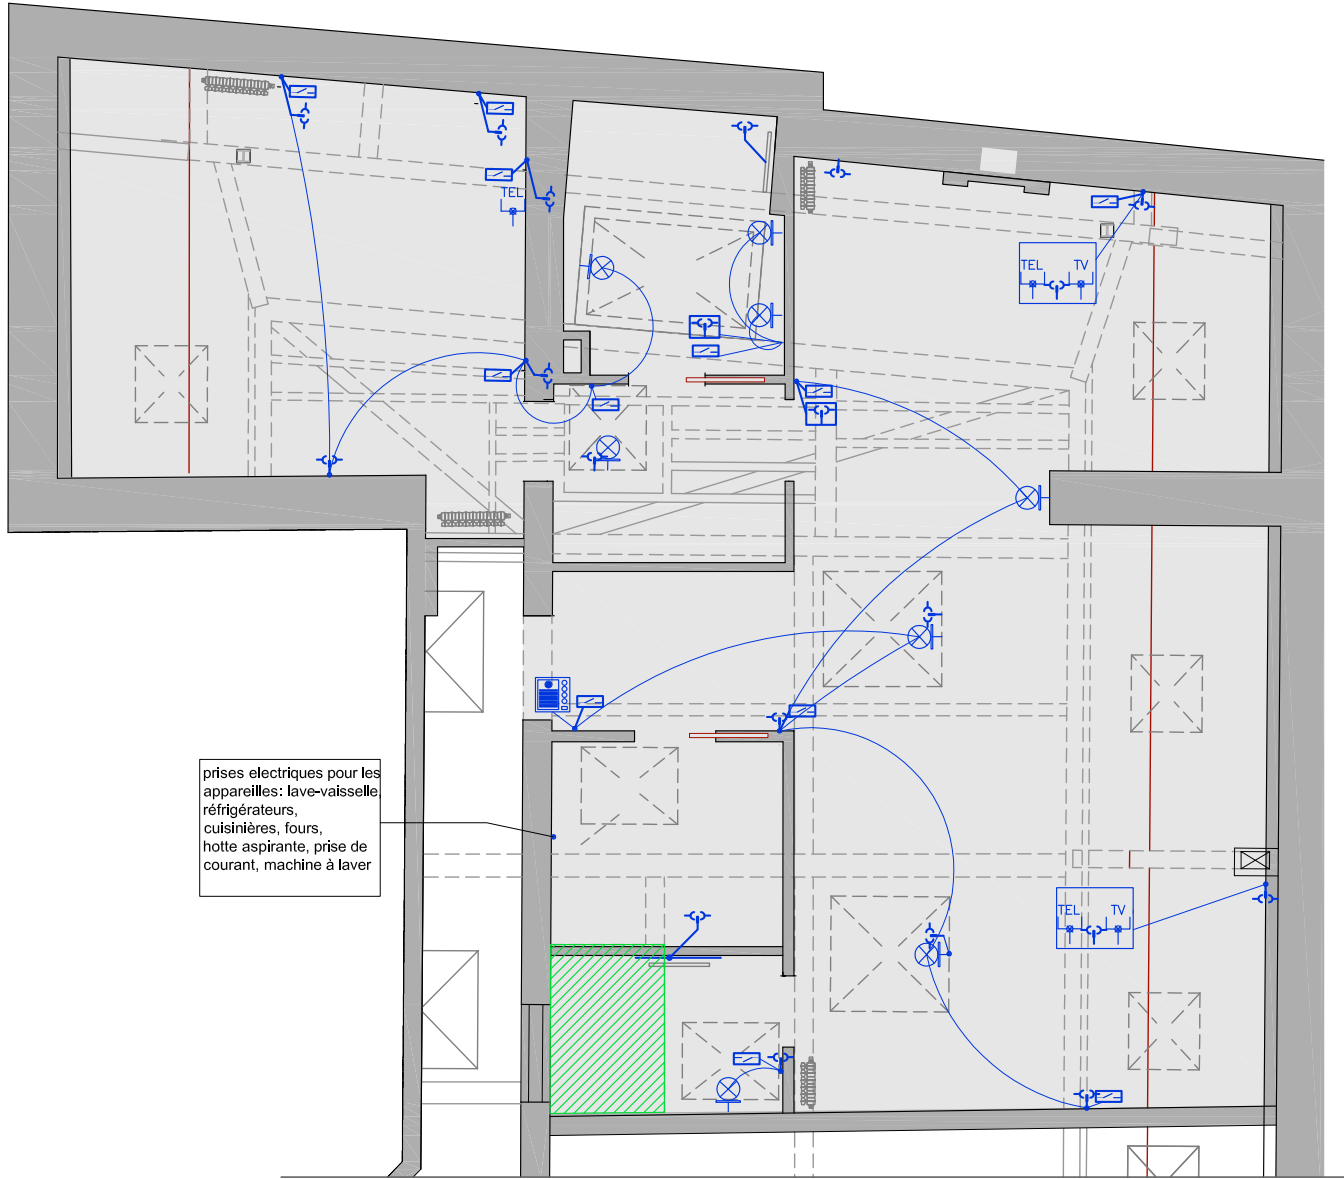 TEL
TEL TV
prises electriques pour les
appareilles: lave-vaisselle,
réfrigérateurs,
cuisinières, fours,
hotte aspirante, prise de
courant, machine à laver
TEL TV